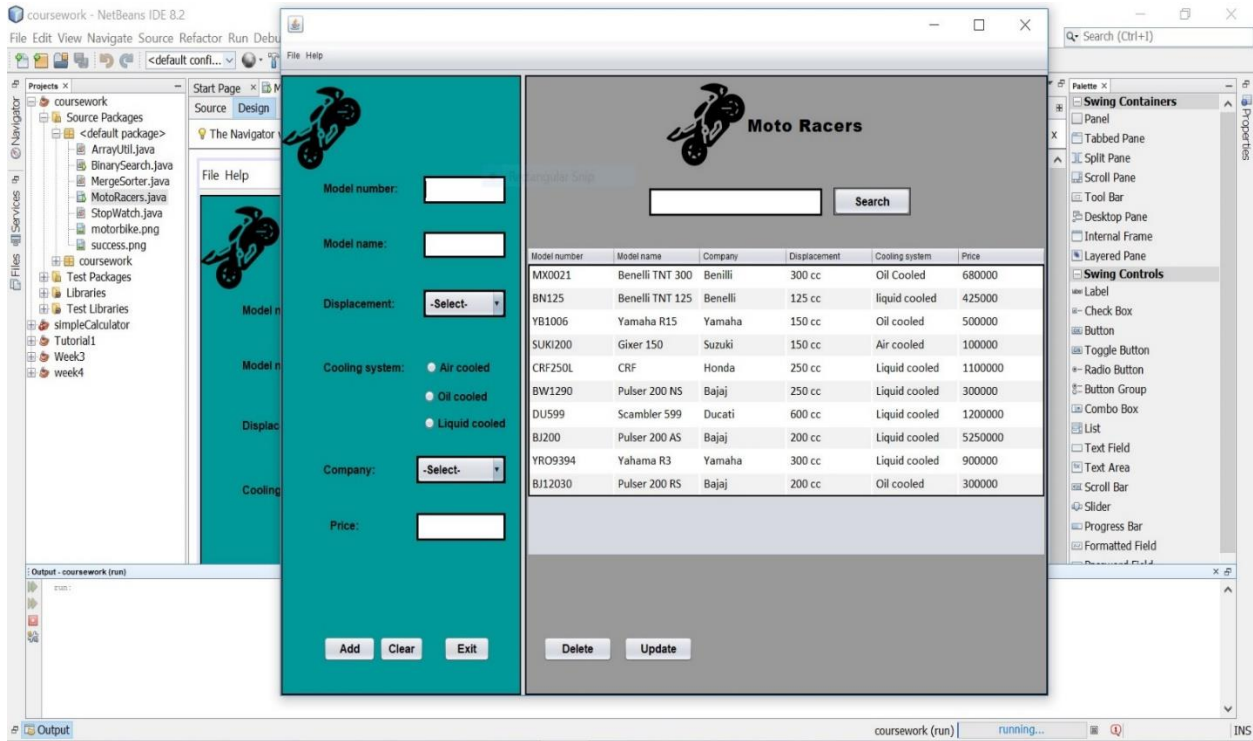 coursework - NetBeans IDE 8.2
File Edit View Navigate Source Refactor Run Debu
Search (Ctrl+I)
<default confi...
File Help
Projects
Start Page
Palette
coursework
Source Packages
<default package>
ArrayUtil.java
BinarySearch.java
MergeSorter.java
MotoRacers.java
StopWatch.java
motorbike.png
success.png
coursework
Test Packages
Libraries
Test Libraries
simpleCalculator
Tutorial1
Week3
week4
Navigator
Services
Files
Source Design
The Navigator
File Help
Model n
Model n
Displac
Cooling
Model number:
Model name:
Displacement: -Select-
Cooling system: Air cooled
Oil cooled
Liquid cooled
Company: -Select-
Price:
Add Clear Exit
Moto Racers
Rectangular Snip
Search
Model number Model name Company Displacement Cooling system Price
MX0021 Benelli TNT 300 Benilli 300 cc Oil Cooled 680000
BN125 Benelli TNT 125 Benelli 125 cc liquid cooled 425000
YB1006 Yamaha R15 Yamaha 150 cc Oil cooled 500000
SUKI200 Gixer 150 Suzuki 150 cc Air cooled 100000
CRF250L CRF Honda 250 cc Liquid cooled 1100000
BW1290 Pulser 200 NS Bajaj 250 cc Liquid cooled 300000
DU599 Scambler 599 Ducati 600 cc Liquid cooled 1200000
BJ200 Pulser 200 AS Bajaj 200 cc Liquid cooled 5250000
YRO9394 Yahama R3 Yamaha 300 cc Liquid cooled 900000
BJ12030 Pulser 200 RS Bajaj 200 cc Oil cooled 300000
Delete Update
Swing Containers
Panel
Tabbed Pane
Split Pane
Scroll Pane
Tool Bar
Desktop Pane
Internal Frame
Layered Pane
Swing Controls
Label
Check Box
Button
Toggle Button
Radio Button
Button Group
Combo Box
List
Text Field
Text Area
Scroll Bar
Slider
Progress Bar
Formatted Field
Properties
Output - coursework (run)
run:
Output
coursework (run) running...
INS